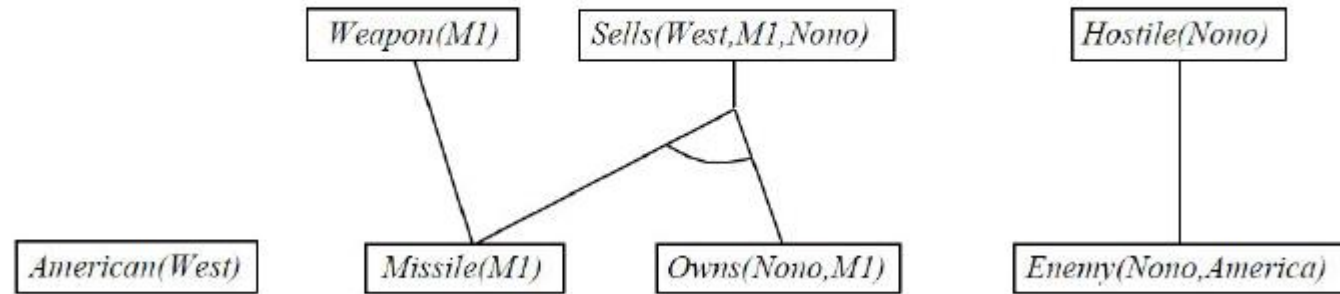 Weapon(M1)
Sells(West,M1,Nono)
Hostile(Nono)
American(West)
Missile(M1)
Owns(Nono,M1)
Enemy(Nono,America)